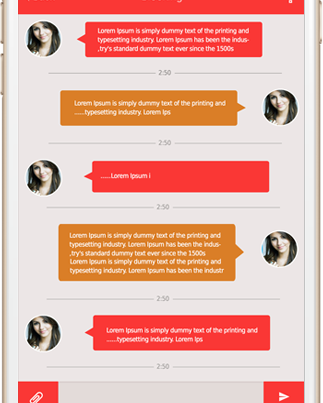 Lorem Ipsum is simply dummy text of the printing and
typesetting industry. Lorem Ipsum has been the indus-
,try's standard dummy text ever since the 1500s
2:50
Lorem Ipsum is simply dummy text of the printing and
......typesetting industry. Lorem Ips
2:50
......Lorem Ipsum i
2:50
Lorem Ipsum is simply dummy text of the printing and
typesetting industry. Lorem Ipsum has been the indus-
,try's standard dummy text ever since the 1500s
Lorem Ipsum is simply dummy text of the printing and
typesetting industry. Lorem Ipsum has been the industr
2:50
Lorem Ipsum is simply dummy text of the printing and
......typesetting industry. Lorem Ips
2:50